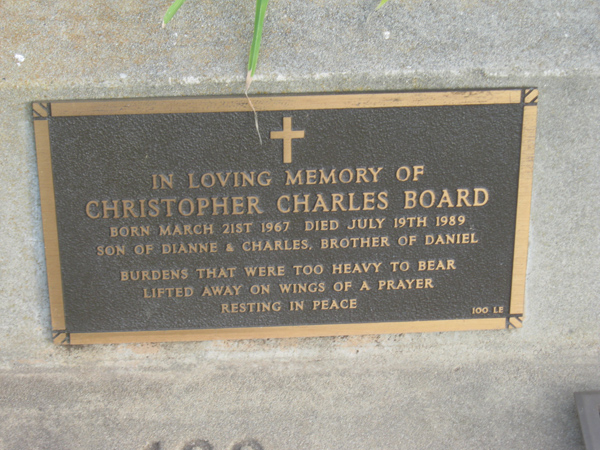 IN LOVING MEMORY OF
CHRISTOPHER CHARLES BOARD
BORN MARCH 21ST 1967 DIED JULY 19TH 1989
SON OF DIANNE & CHARLES, BROTHER OF DANIEL
BURDENS THAT WERE TOO HEAVY TO BEAR
LIFTED AWAY ON WINGS OF A PRAYER
RESTING IN PEACE
100 LE